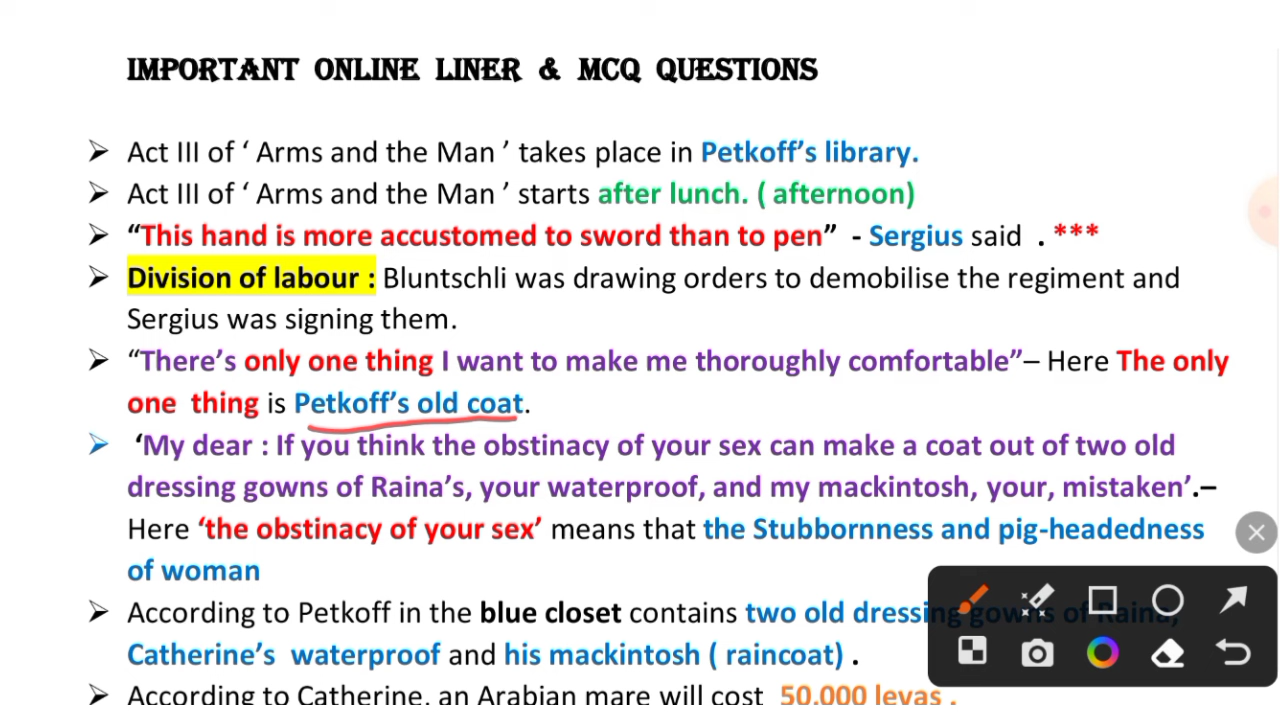 IMPORTANT ONLINE LINER & MCQ QUESTIONS
➢ Act III of ‘ Arms and the Man ’ takes place in Petkoff’s library.
➢ Act III of ‘ Arms and the Man ’ starts after lunch. ( afternoon)
➢ “This hand is more accustomed to sword than to pen” - Sergius said . ***
➢ Division of labour : Bluntschli was drawing orders to demobilise the regiment and
Sergius was signing them.
➢ “There’s only one thing I want to make me thoroughly comfortable”– Here The only
one thing is Petkoff’s old coat.
➢ ‘My dear : If you think the obstinacy of your sex can make a coat out of two old
dressing gowns of Raina’s, your waterproof, and my mackintosh, your, mistaken’.–
Here ‘the obstinacy of your sex’ means that the Stubbornness and pig-headedness
of woman
➢ According to Petkoff in the blue closet contains two old dressing gowns of Raina,
Catherine’s waterproof and his mackintosh ( raincoat) .
➢ According to Catherine, an Arabian mare will cost 50,000 levas .